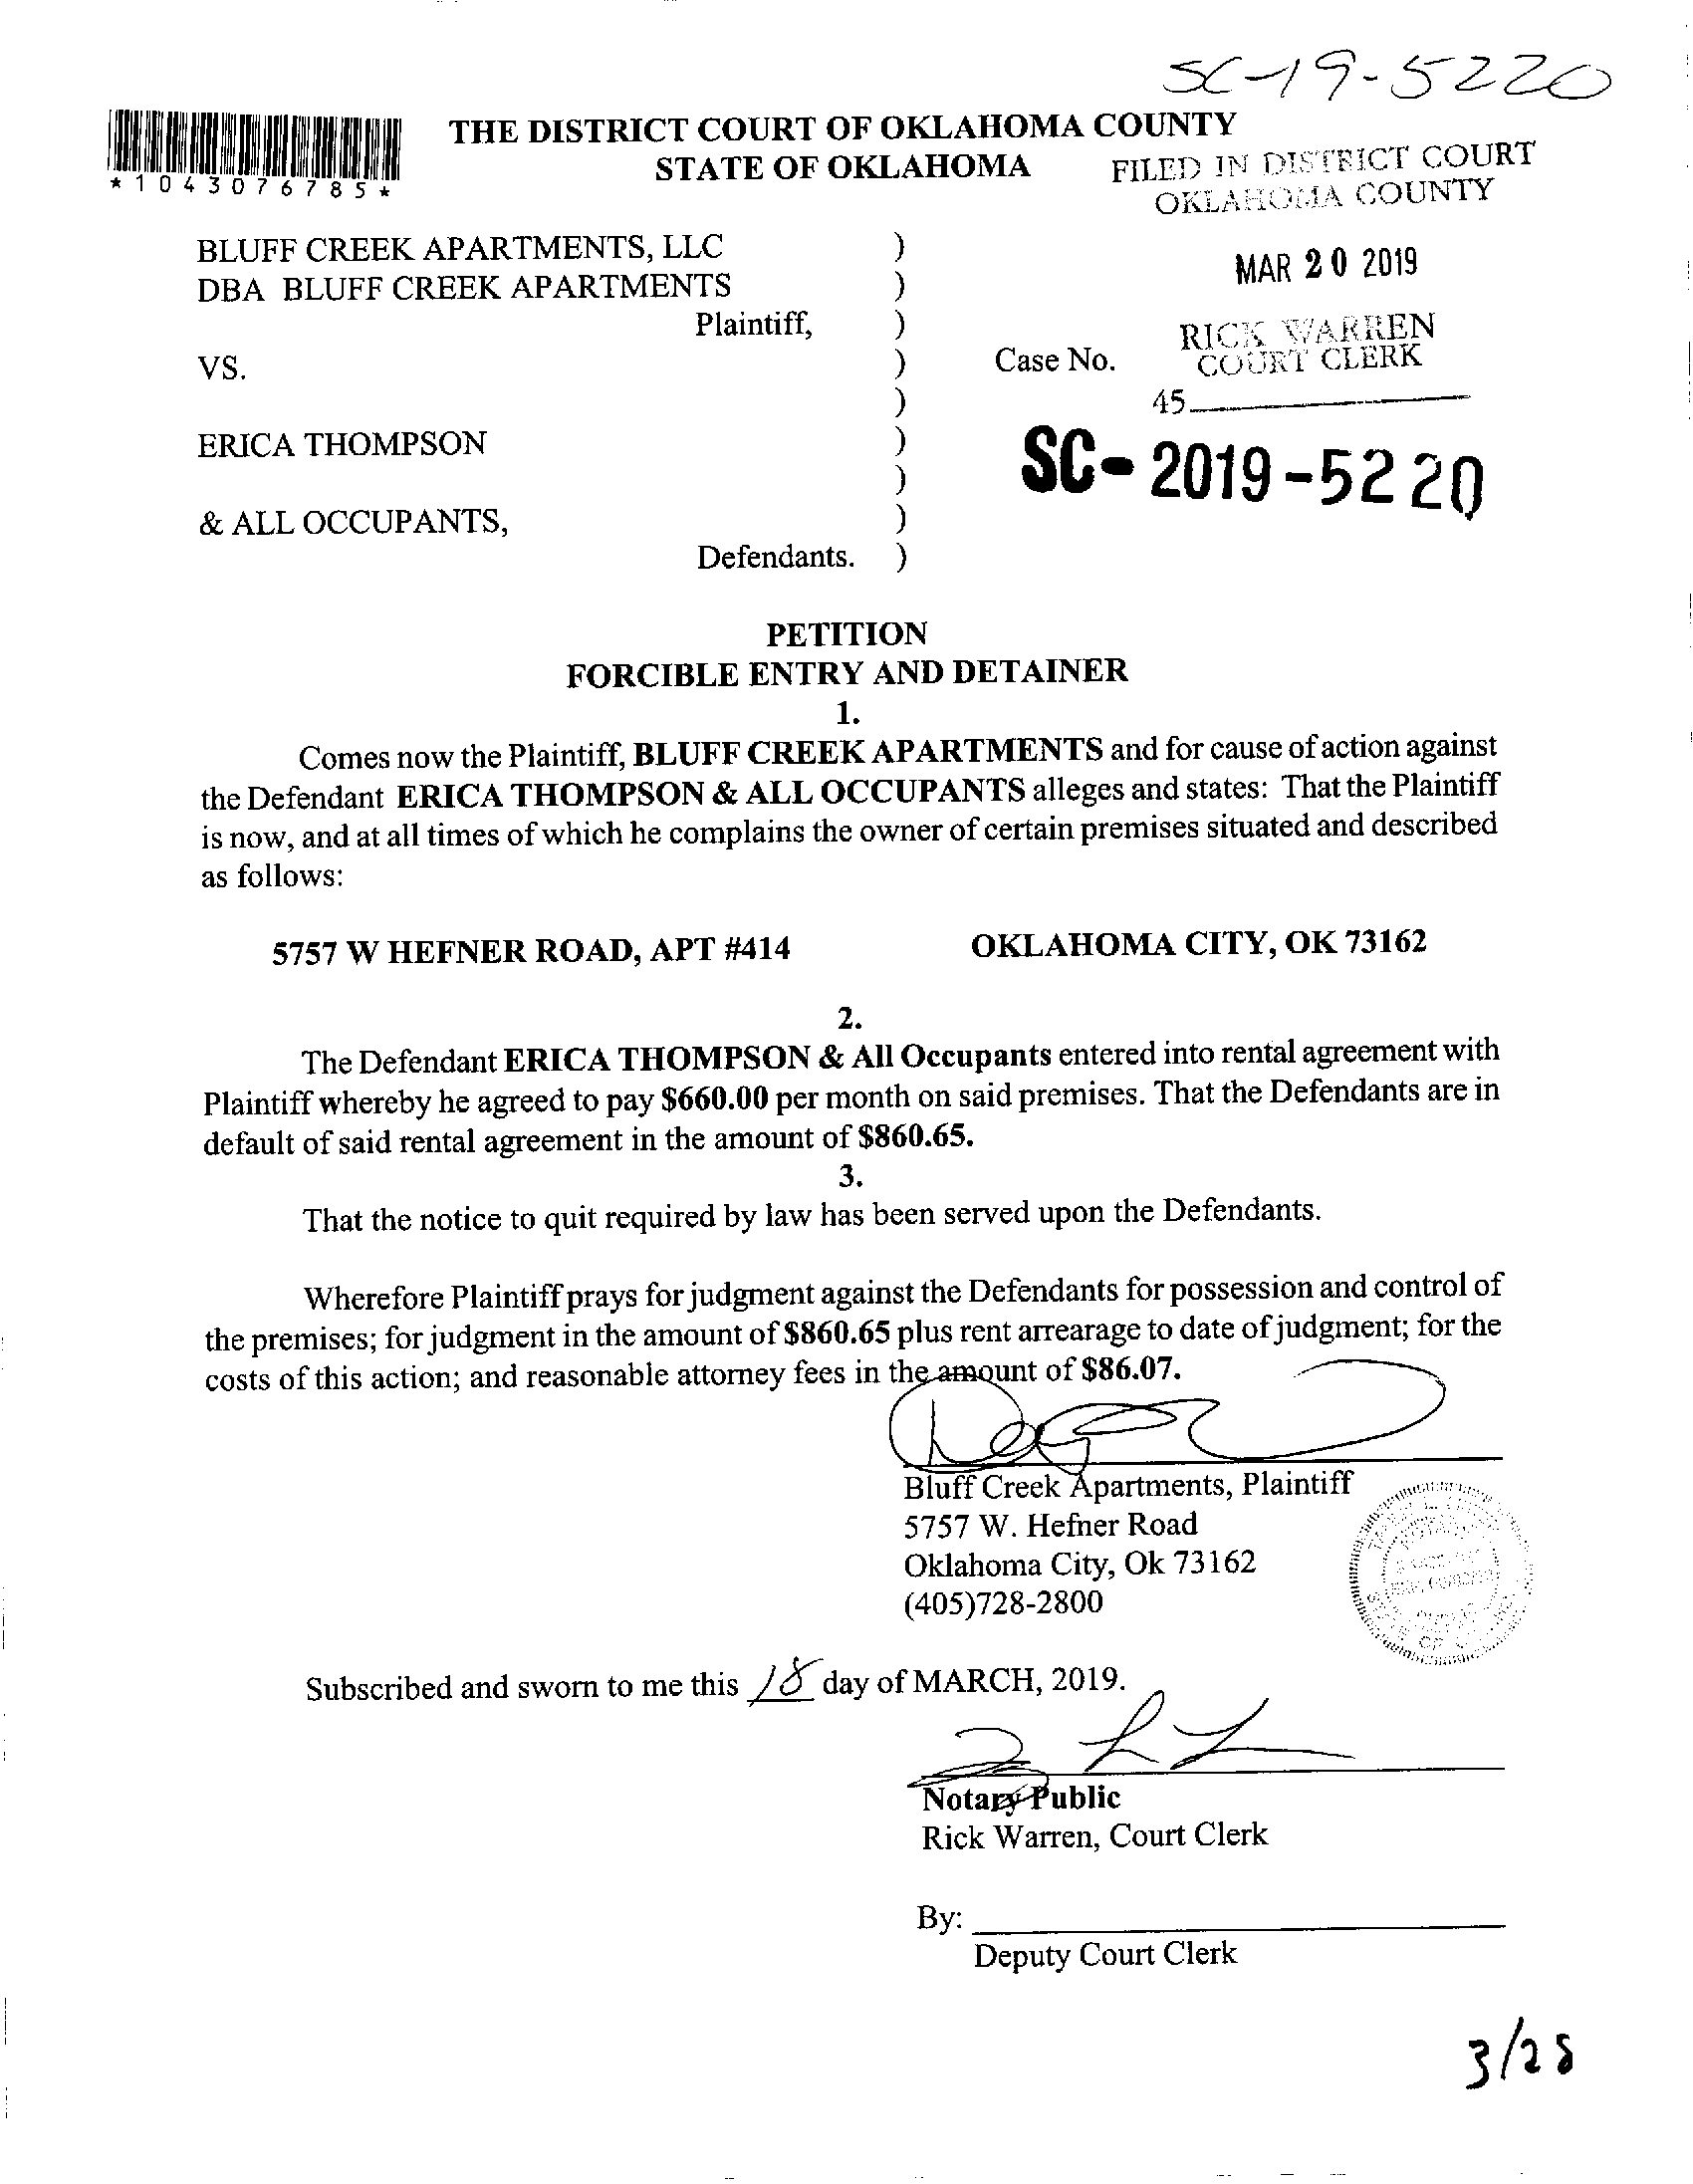 SC-19-5220
*1043076785*
THE DISTRICT COURT OF OKLAHOMA COUNTY
STATE OF OKLAHOMA
FILED IN DISTRICT COURT
OKLAHOMA COUNTY
BLUFF CREEK APARTMENTS, LLC )
DBA BLUFF CREEK APARTMENTS )
MAR 20 2019
Plaintiff, )
RICK WARREN
VS. ) Case No.
COURT CLERK
)
45
ERICA THOMPSON )
SC-2019-5220
)
& ALL OCCUPANTS, )
Defendants. )
PETITION
FORCIBLE ENTRY AND DETAINER
1.
Comes now the Plaintiff, BLUFF CREEK APARTMENTS and for cause of action against
the Defendant ERICA THOMPSON & ALL OCCUPANTS alleges and states: That the Plaintiff
is now, and at all times of which he complains the owner of certain premises situated and described
as follows:
5757 W HEFNER ROAD, APT #414 OKLAHOMA CITY, OK 73162
2.
The Defendant ERICA THOMPSON & All Occupants entered into rental agreement with
Plaintiff whereby he agreed to pay $660.00 per month on said premises. That the Defendants are in
default of said rental agreement in the amount of $860.65.
3.
That the notice to quit required by law has been served upon the Defendants.
Wherefore Plaintiff prays for judgment against the Defendants for possession and control of
the premises; for judgment in the amount of $860.65 plus rent arrearage to date of judgment; for the
costs of this action; and reasonable attorney fees in the amount of $86.07.
Bluff Creek Apartments, Plaintiff
5757 W. Hefner Road
Oklahoma City, Ok 73162
(405)728-2800
STATE OF
Subscribed and sworn to me this 18 day of MARCH, 2019.
Notary Public
Rick Warren, Court Clerk
By:
Deputy Court Clerk
3/28